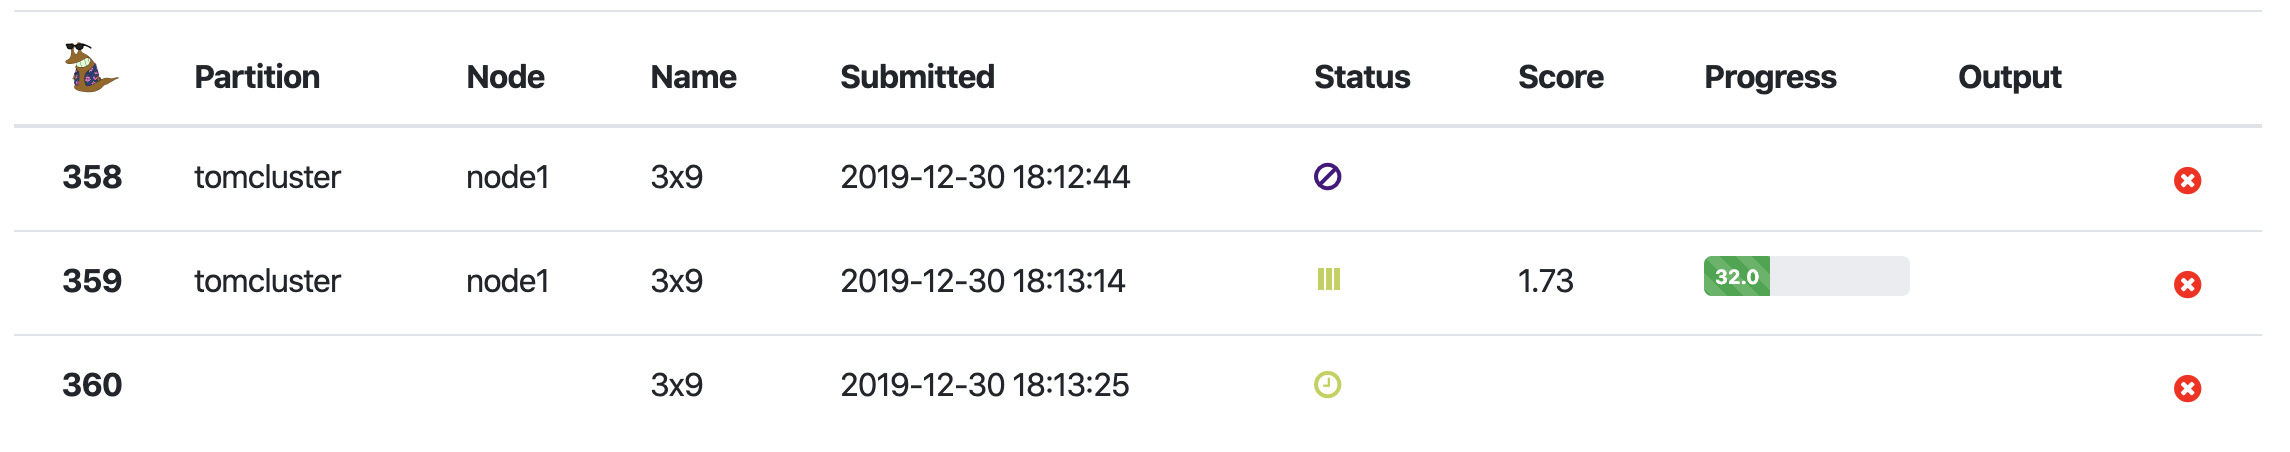 Partition Node Name Submitted Status Score Progress Output
358 tomcluster node1 3x9 2019-12-30 18:12:44
359 tomcluster node1 3x9 2019-12-30 18:13:14 1.73 32.0
360 3x9 2019-12-30 18:13:25